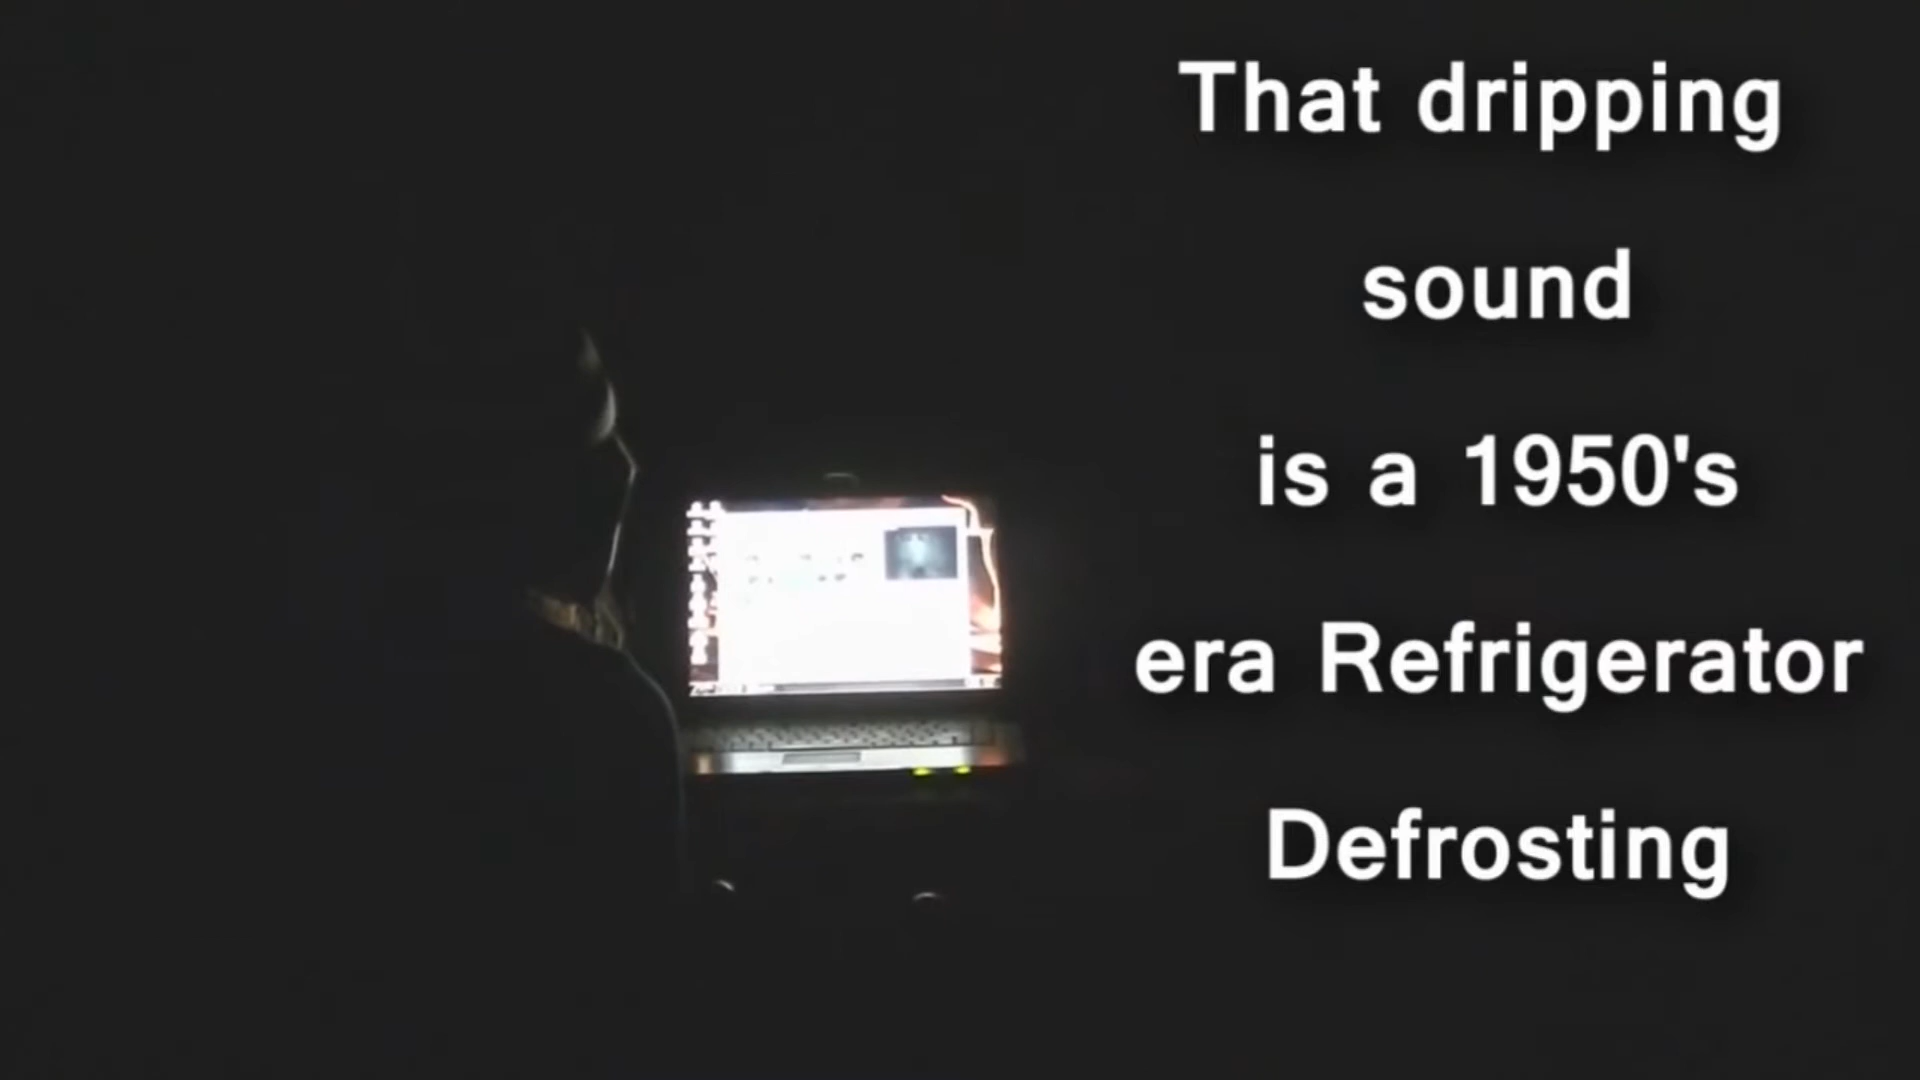 That dripping
sound
is a 1950's
era Refrigerator
Defrosting